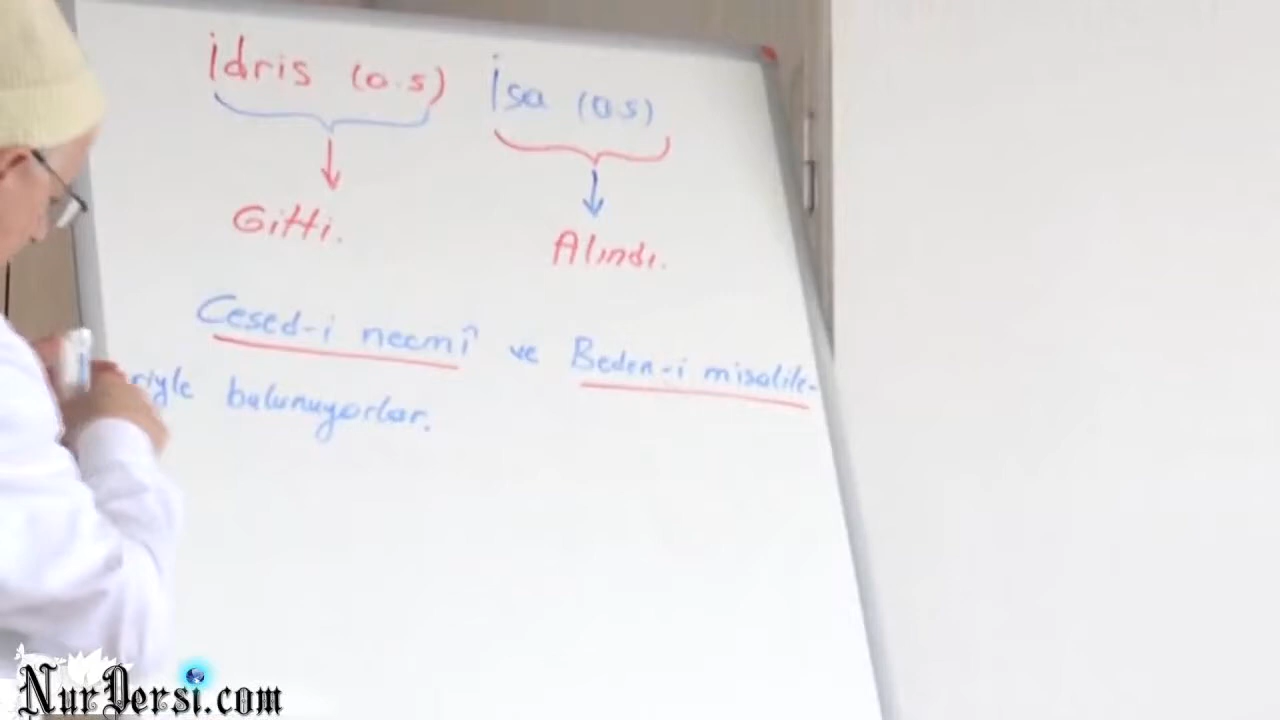 İdris (a.s) İsa (a.s)
Gitti. Alındı.
Cesed-i necmî ve Beden-i misalile-
riyle bulunuyorlar.
NurDersi.com